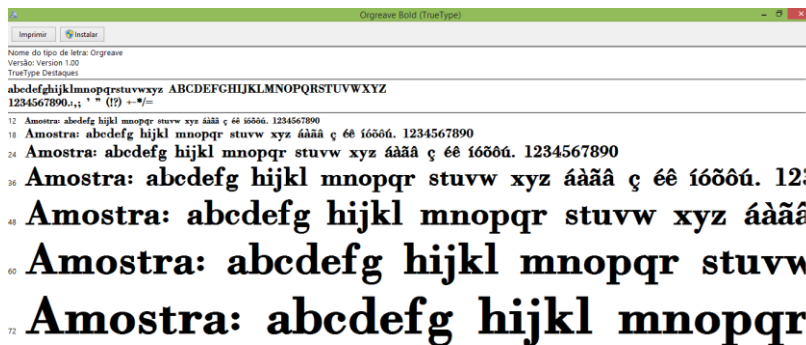 Orgreave Bold (TrueType)
Imprimir Instalar
Nome do tipo de letra: Orgreave
Versão: Version 1.00
TrueType Destaques
abcdefghijklmnopqrstuvwxyz ABCDEFGHIJKLMNOPQRSTUVWXYZ
1234567890.:,; ' " (!?) +-*/=
12 Amostra: abcdefg hijkl mnopqr stuvw xyz áàãâ ç éê íóõôú. 1234567890
18 Amostra: abcdefg hijkl mnopqr stuvw xyz áàãâ ç éê íóõôú. 1234567890
24 Amostra: abcdefg hijkl mnopqr stuvw xyz áàãâ ç éê íóõôú. 1234567890
36 Amostra: abcdefg hijkl mnopqr stuvw xyz áàãâ ç éê íóõôú. 123
48 Amostra: abcdefg hijkl mnopqr stuvw xyz áàãâ
60 Amostra: abcdefg hijkl mnopqr stuvw
72 Amostra: abcdefg hijkl mnopqr